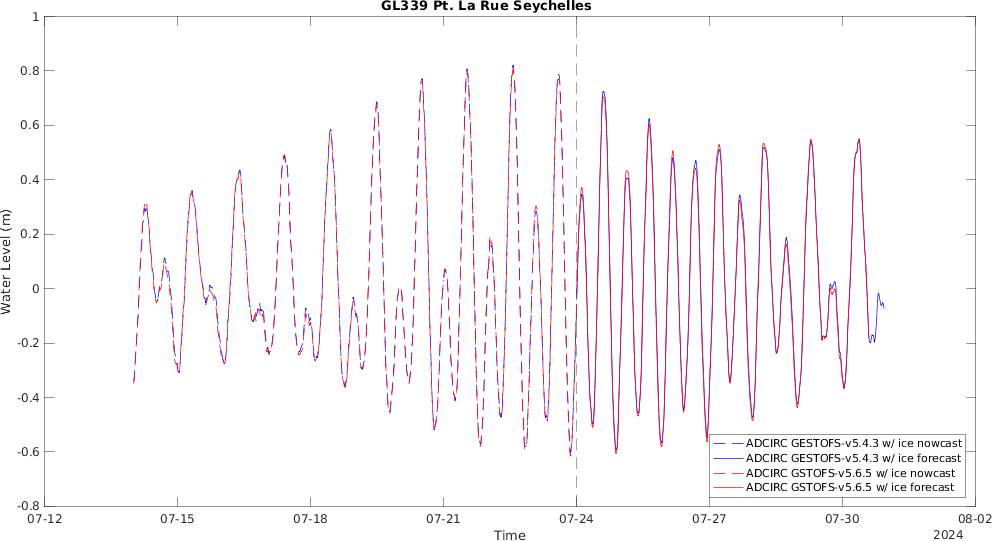 GL339 Pt. La Rue Seychelles
1
0.8
0.6
0.4
0.2
0
-0.2
-0.4
-0.6
-0.8
Water Level (m)
ADCIRC GESTOFS-v5.4.3 w/ ice nowcast
ADCIRC GESTOFS-v5.4.3 w/ ice forecast
ADCIRC GSTOFS-v5.6.5 w/ ice nowcast
ADCIRC GSTOFS-v5.6.5 w/ ice forecast
07-12 07-15 07-18 07-21 07-24 07-27 07-30 08-02
Time
2024